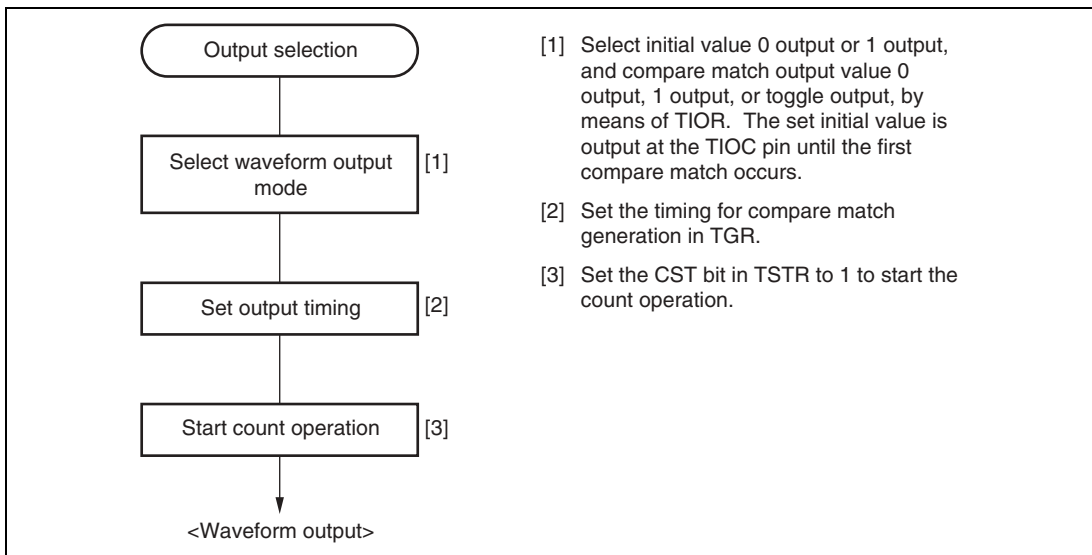 Output selection
Select waveform output
mode
[1]
Set output timing
[2]
Start count operation
[3]
<Waveform output>
[1] Select initial value 0 output or 1 output,
and compare match output value 0
output, 1 output, or toggle output, by
means of TIOR. The set initial value is
output at the TIOC pin until the first
compare match occurs.
[2] Set the timing for compare match
generation in TGR.
[3] Set the CST bit in TSTR to 1 to start the
count operation.